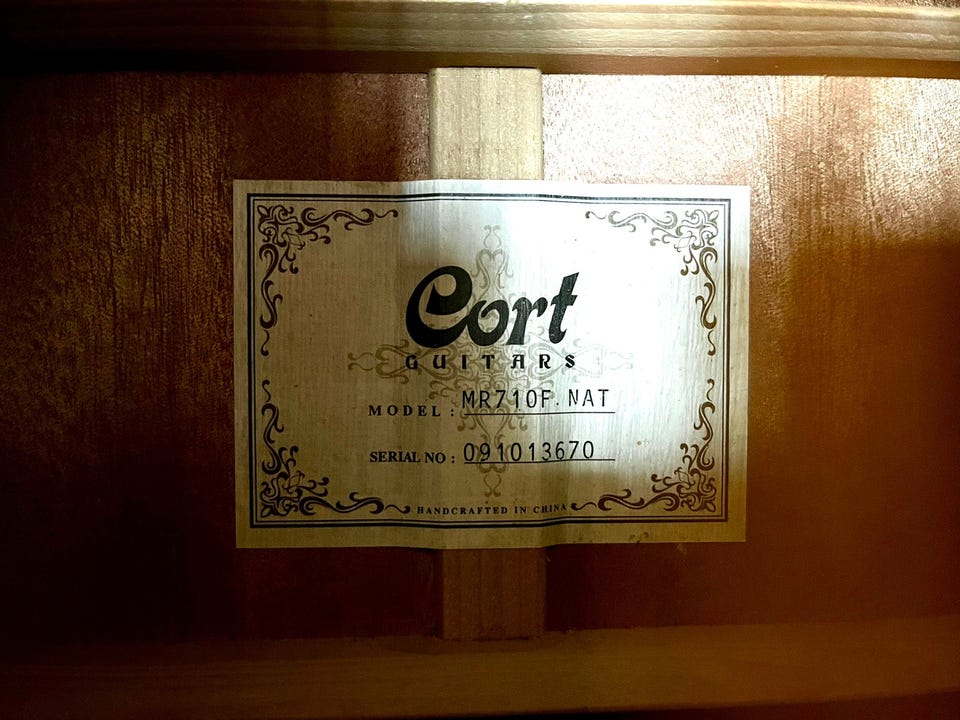 Cort
GUITARS
MODEL : MR710F.NAT
SERIAL NO : 091013670
HANDCRAFTED IN CHINA